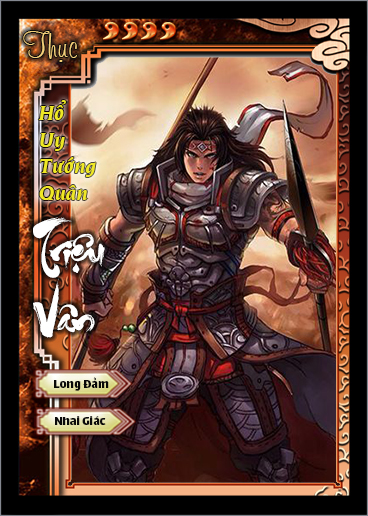 Thục
Hổ
Uy
Tướng
Quân
Triệu
Vân
Long Đảm
Nhai Giác